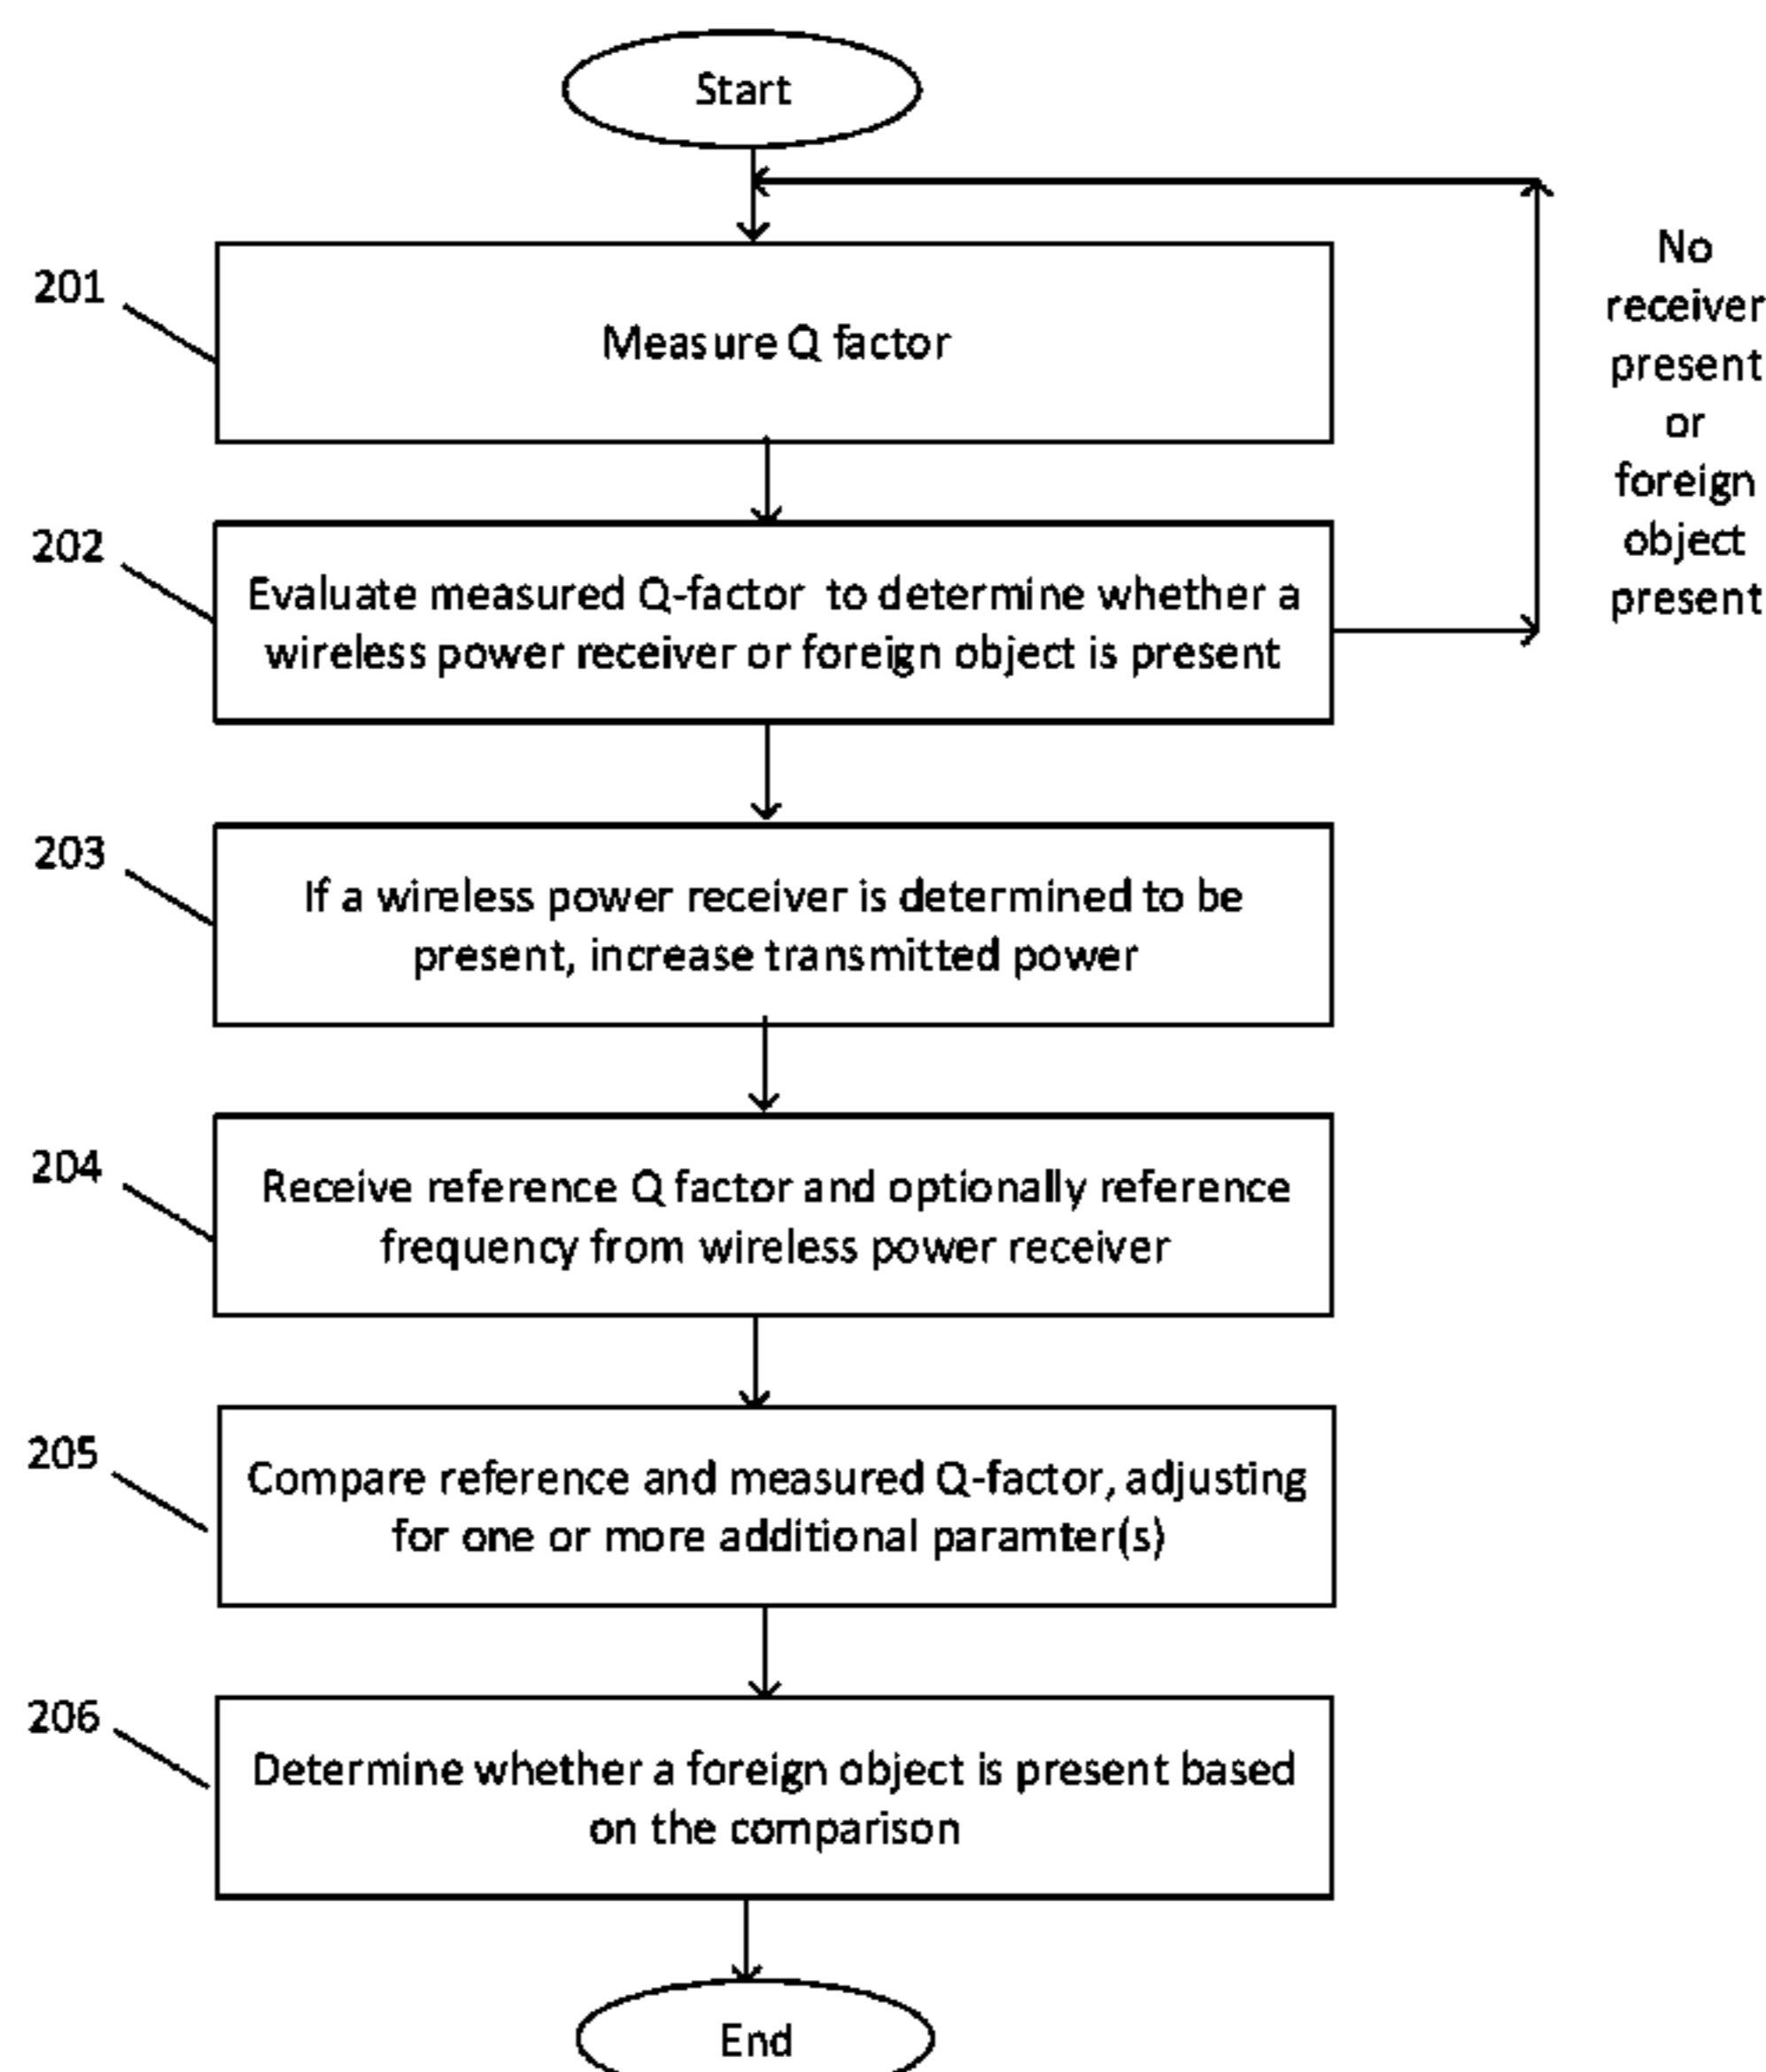 Start
No
receiver
present
or
foreign
object
present
201
Measure Q factor
202
Evaluate measured Q-factor to determine whether a
wireless power receiver or foreign object is present
203
If a wireless power receiver is determined to be
present, increase transmitted power
204
Receive reference Q factor and optionally reference
frequency from wireless power receiver
205
Compare reference and measured Q-factor, adjusting
for one or more additional paramter(s)
206
Determine whether a foreign object is present based
on the comparison
End